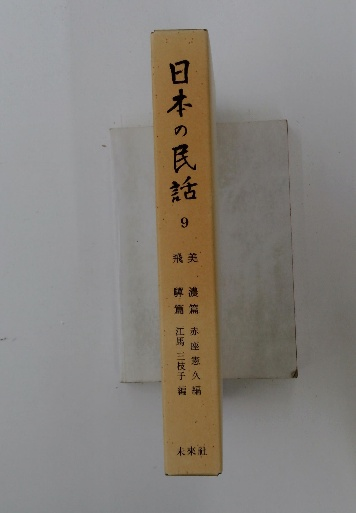 日本の民話
9
美濃篇 赤座憲久編
飛驒篇 江馬三枝子編
未来社